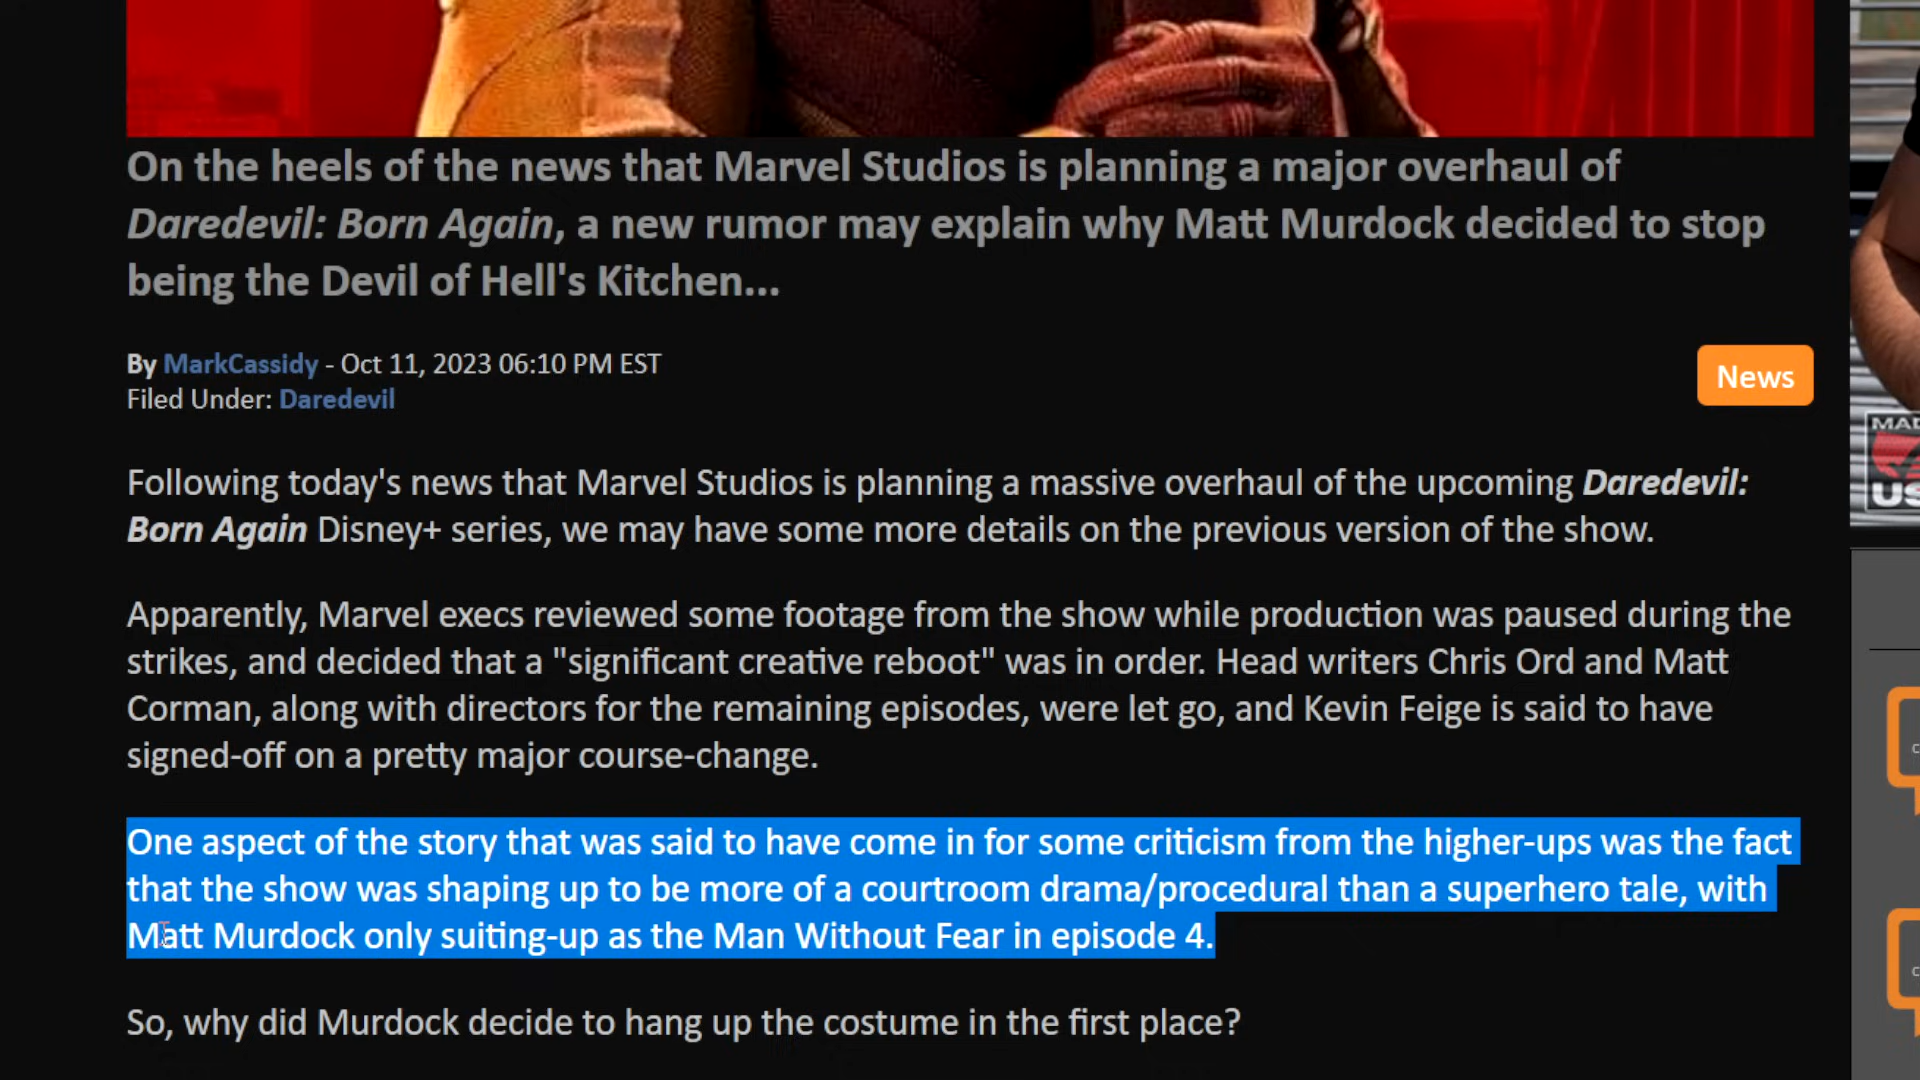 On the heels of the news that Marvel Studios is planning a major overhaul of
Daredevil: Born Again, a new rumor may explain why Matt Murdock decided to stop
being the Devil of Hell's Kitchen...
By MarkCassidy - Oct 11, 2023 06:10 PM EST
Filed Under: Daredevil
News
Following today's news that Marvel Studios is planning a massive overhaul of the upcoming Daredevil:
Born Again Disney+ series, we may have some more details on the previous version of the show.
Apparently, Marvel execs reviewed some footage from the show while production was paused during the
strikes, and decided that a "significant creative reboot" was in order. Head writers Chris Ord and Matt
Corman, along with directors for the remaining episodes, were let go, and Kevin Feige is said to have
signed-off on a pretty major course-change.
One aspect of the story that was said to have come in for some criticism from the higher-ups was the fact
that the show was shaping up to be more of a courtroom drama/procedural than a superhero tale, with
Matt Murdock only suiting-up as the Man Without Fear in episode 4.
So, why did Murdock decide to hang up the costume in the first place?